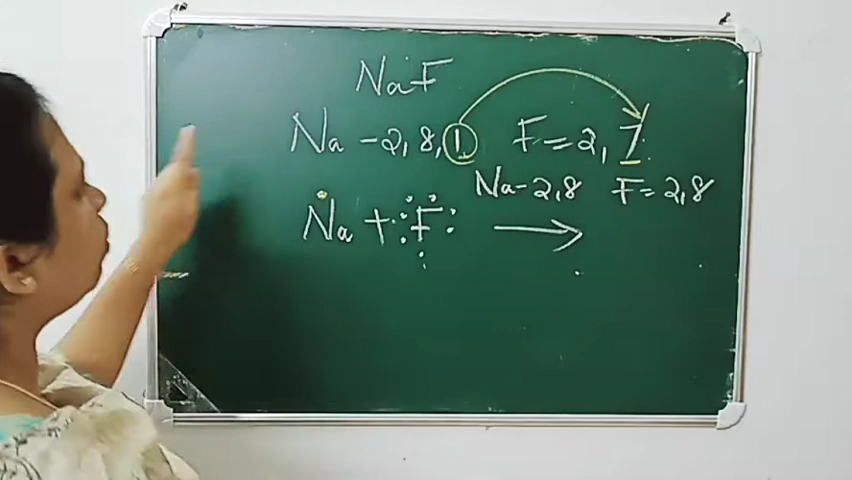 NaF
Na - 2, 8, 1 F = 2, 7
Na - 2, 8 F = 2, 8
Na + F →